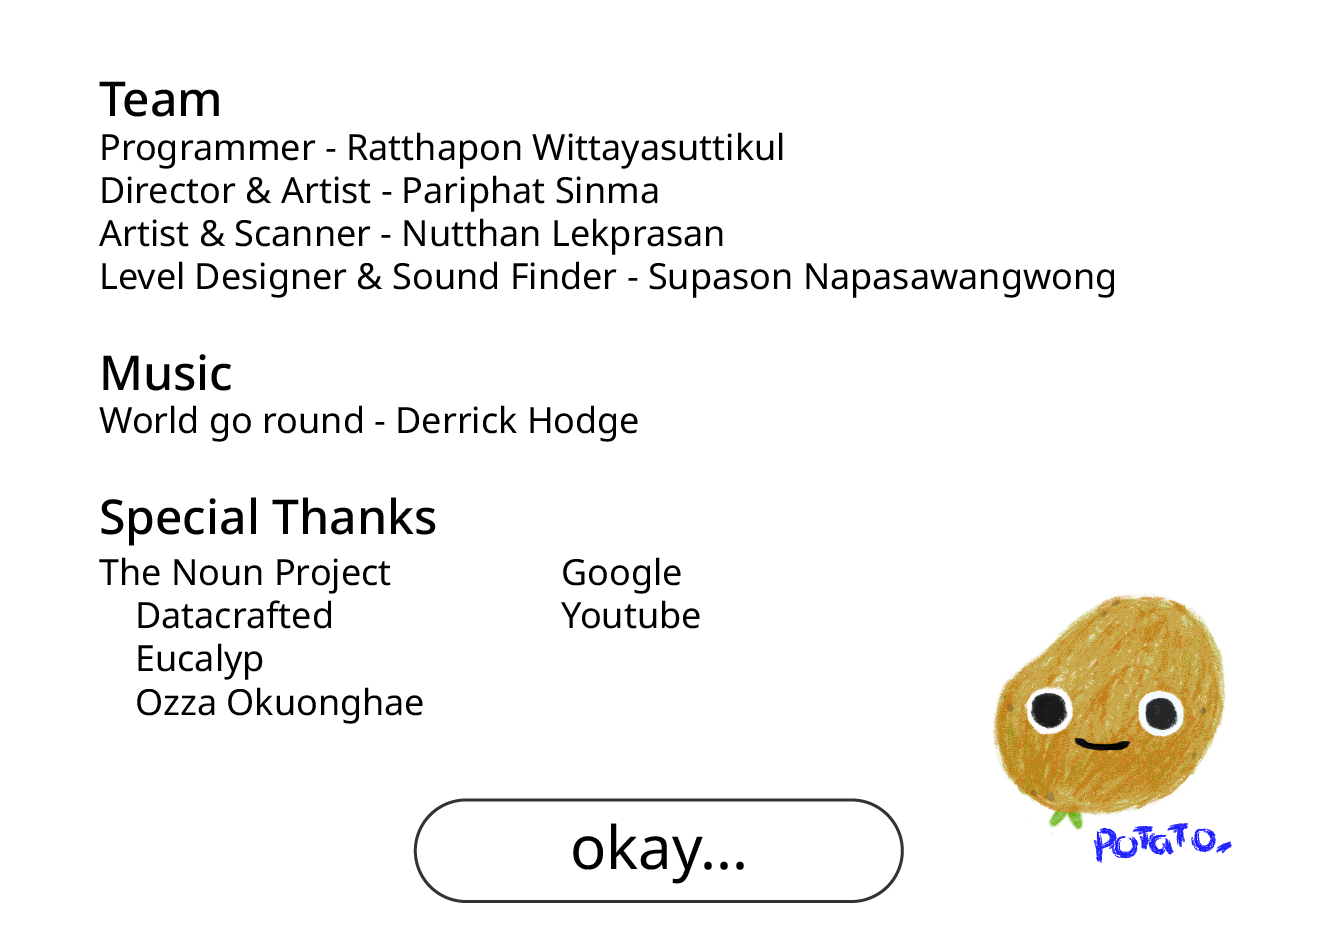 Team
Programmer - Ratthapon Wittayasuttikul
Director & Artist - Pariphat Sinma
Artist & Scanner - Nutthan Lekprasan
Level Designer & Sound Finder - Supason Napasawangwong
Music
World go round - Derrick Hodge
Special Thanks
The Noun Project
Datacrafted
Eucalyp
Ozza Okuonghae
Google
Youtube
okay...
POTATO